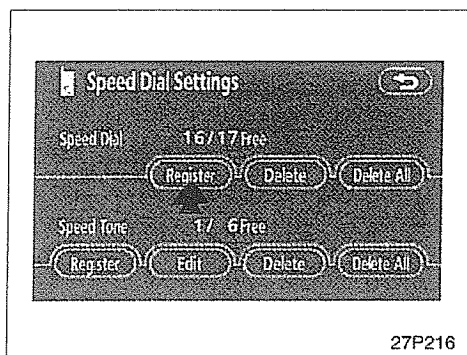 Speed Dial Settings
Speed Dial 16/17 Free
Register Delete Delete All
Speed Tone 1/ 6 Free
Register Edit Delete Delete All
27P216